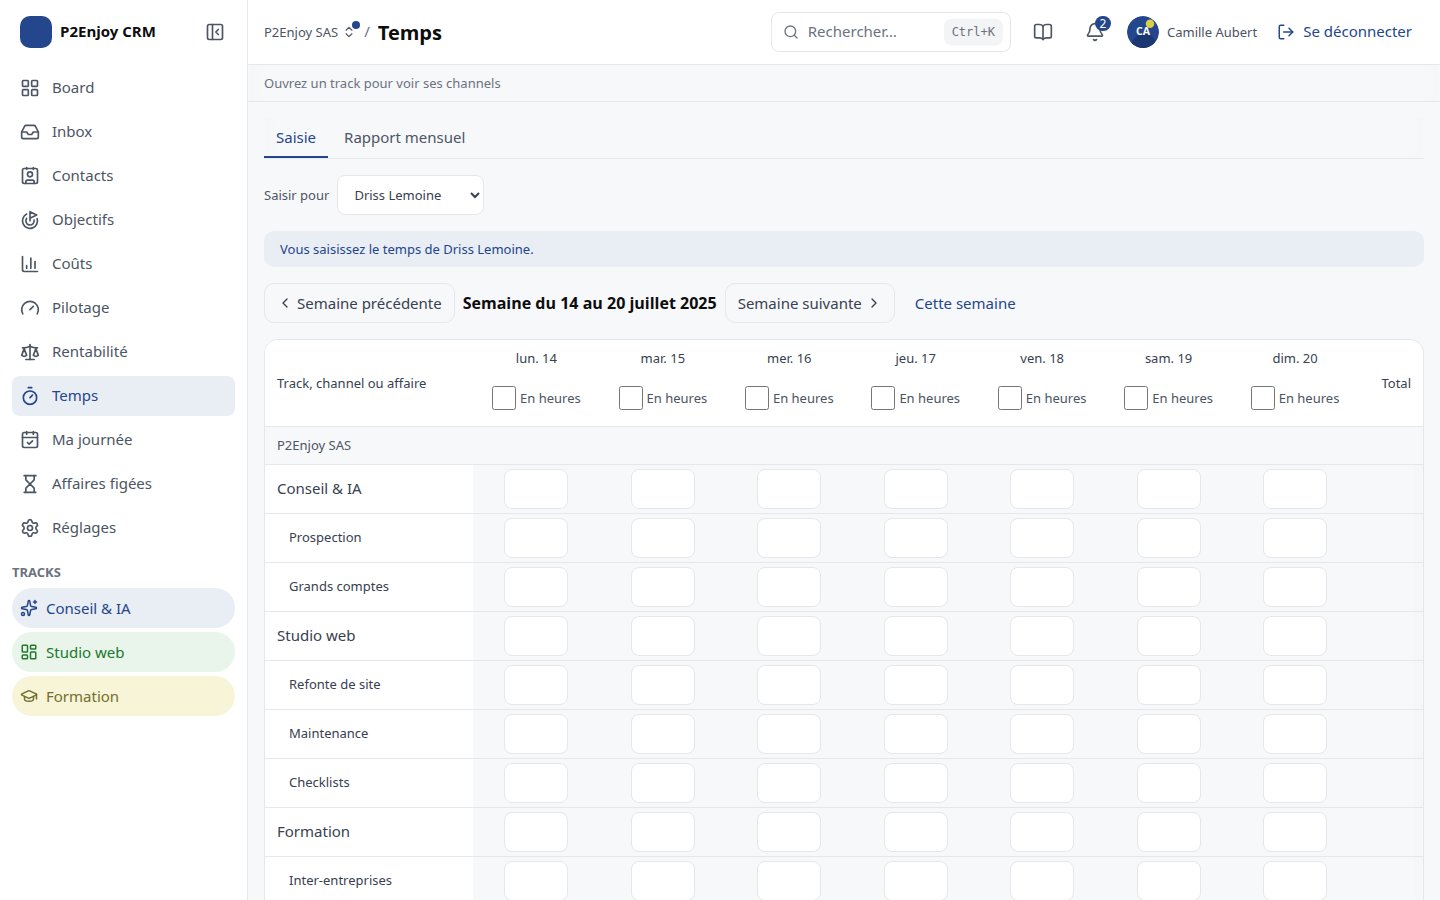 P2Enjoy CRM
P2Enjoy SAS / Temps
Rechercher... Ctrl+K
2
CA Camille Aubert
Se déconnecter
Board
Inbox
Contacts
Objectifs
Coûts
Pilotage
Rentabilité
Temps
Ma journée
Affaires figées
Réglages
TRACKS
Conseil & IA
Studio web
Formation
Ouvrez un track pour voir ses channels
Saisie Rapport mensuel
Saisir pour Driss Lemoine
Vous saisissez le temps de Driss Lemoine.
Semaine précédente Semaine du 14 au 20 juillet 2025 Semaine suivante Cette semaine
Track, channel ou affaire lun. 14 mar. 15 mer. 16 jeu. 17 ven. 18 sam. 19 dim. 20 Total
En heures En heures En heures En heures En heures En heures En heures
P2Enjoy SAS
Conseil & IA
Prospection
Grands comptes
Studio web
Refonte de site
Maintenance
Checklists
Formation
Inter-entreprises